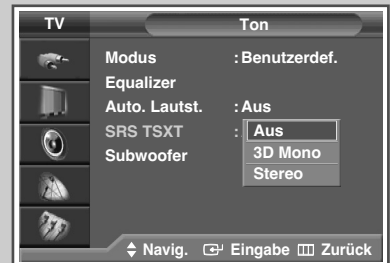 TV Ton
Modus : Benutzerdef.
Equalizer
Auto. Lautst. : Aus
SRS TSXT : Aus
3D Mono
Subwoofer
Stereo
Navig. Eingabe Zurück